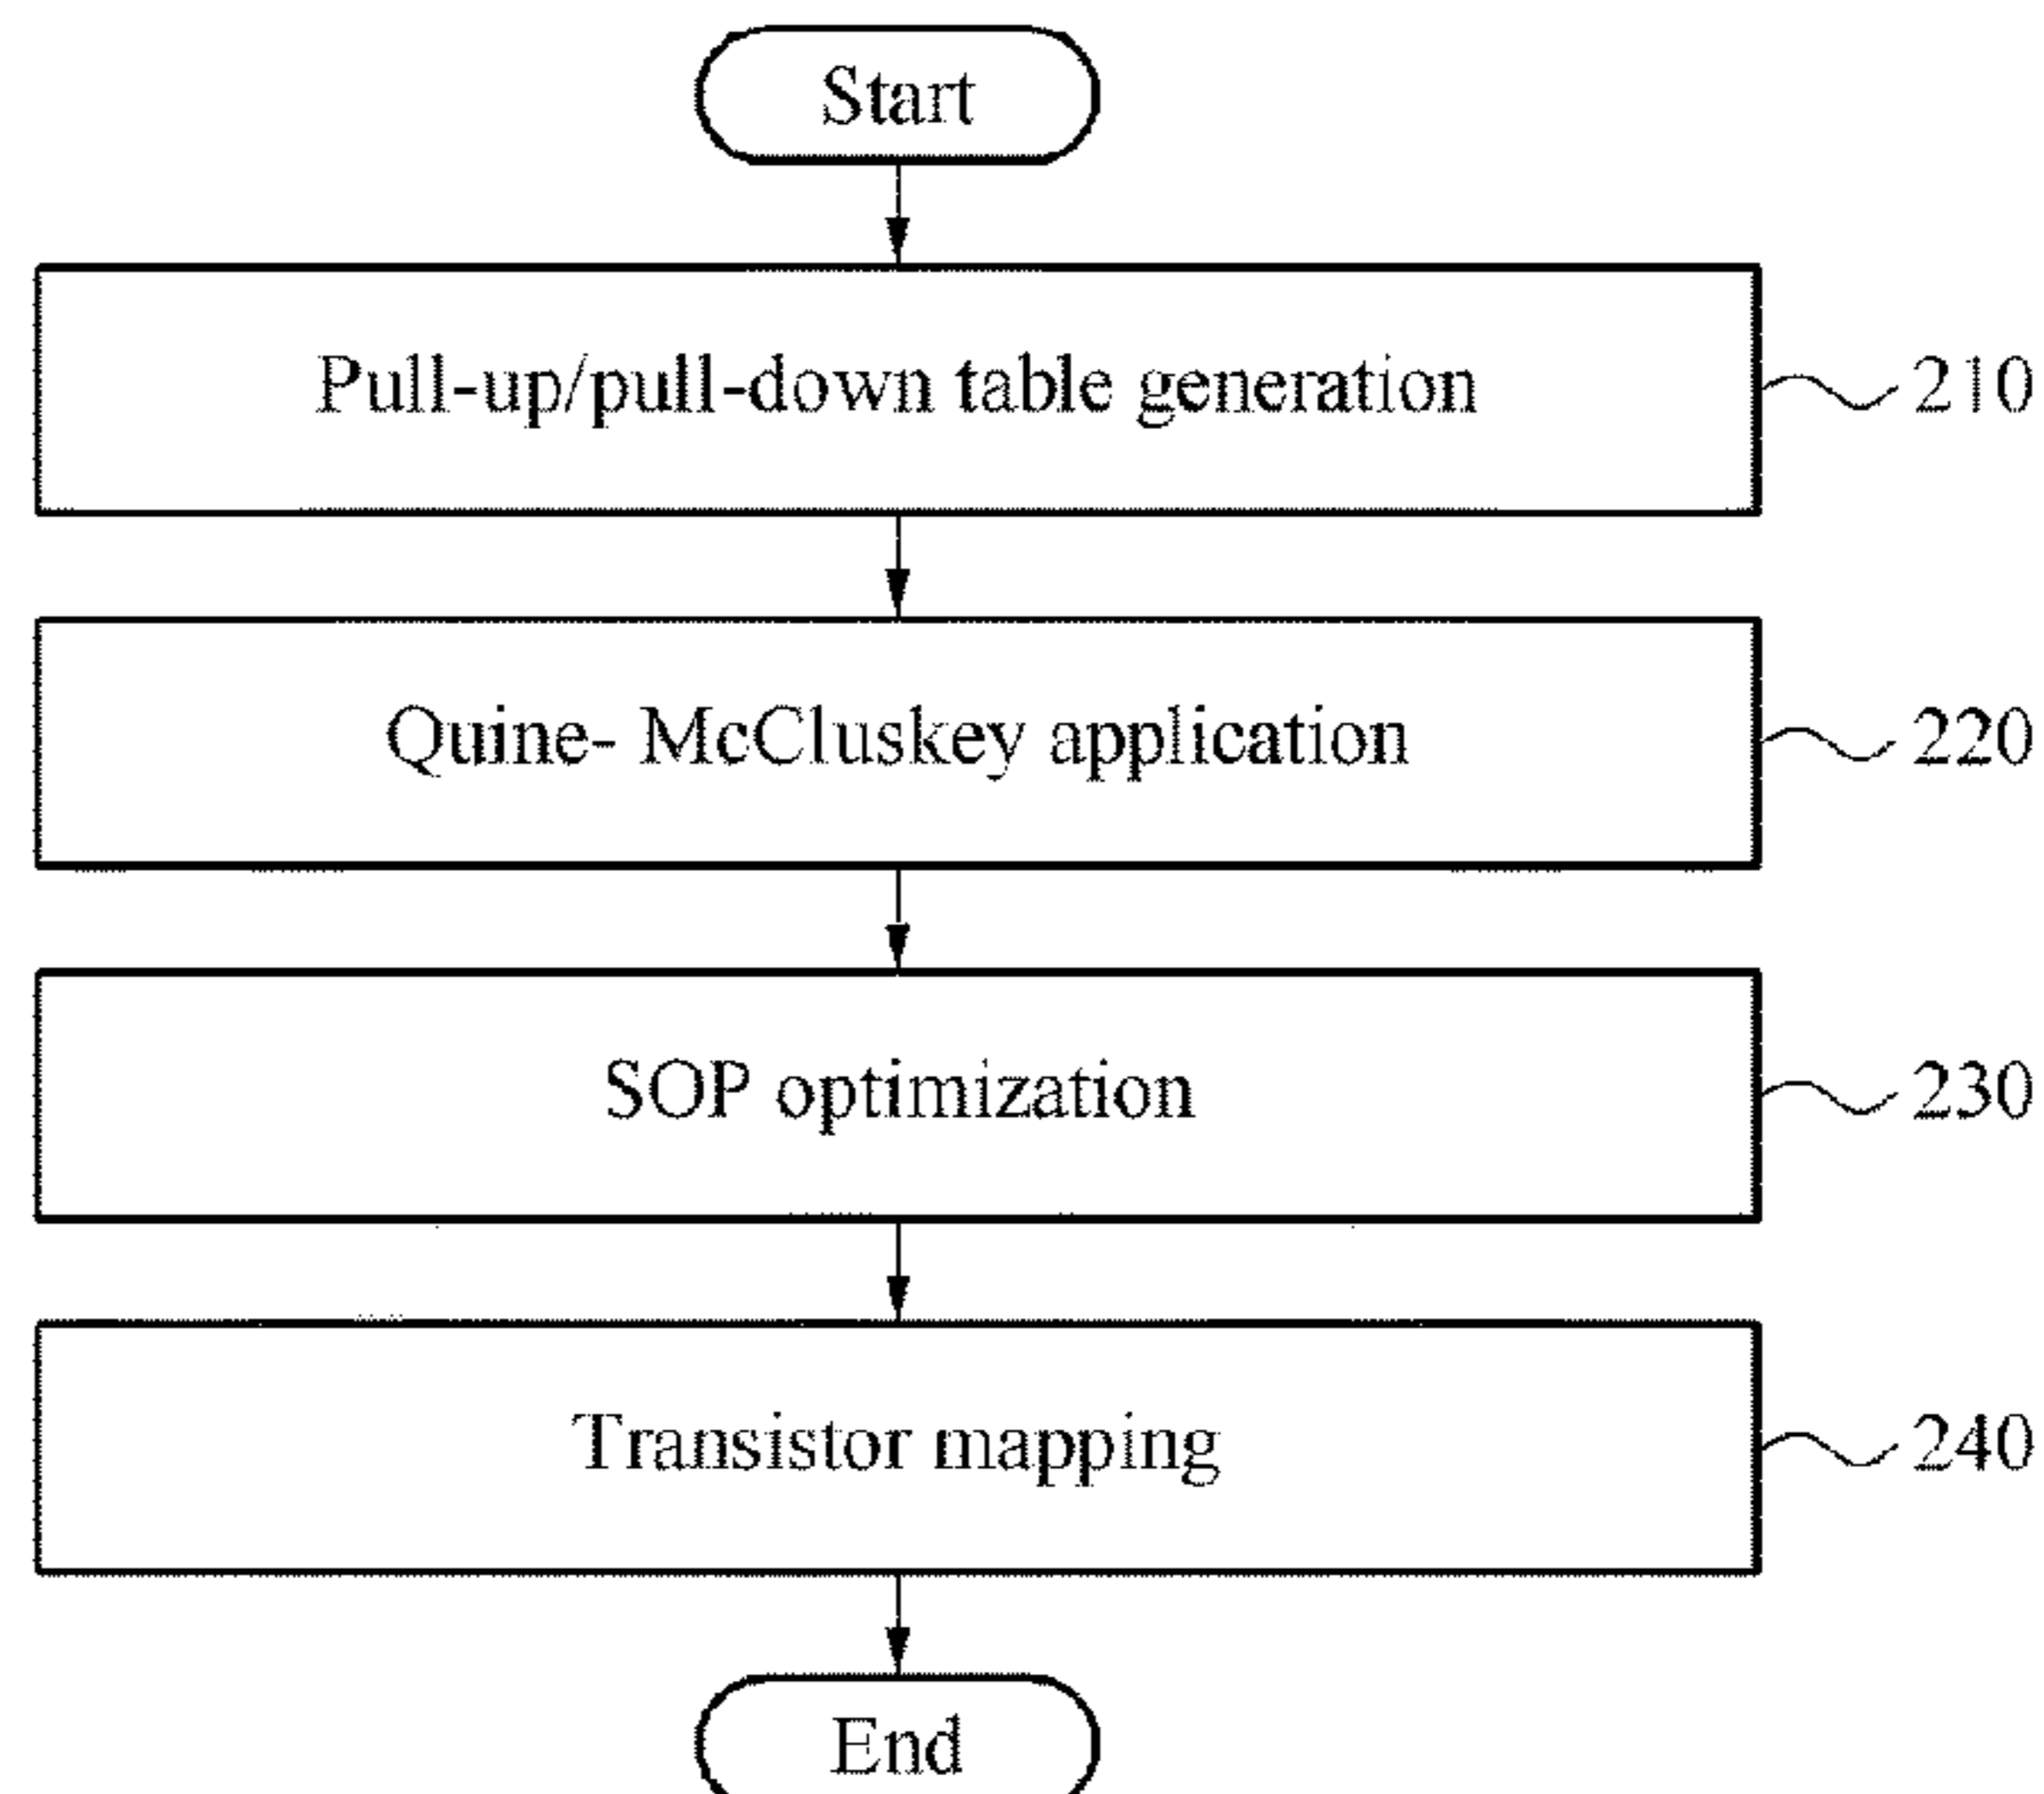 Start
Pull-up/pull-down table generation
210
Quine- McCluskey application
220
SOP optimization
230
Transistor mapping
240
End